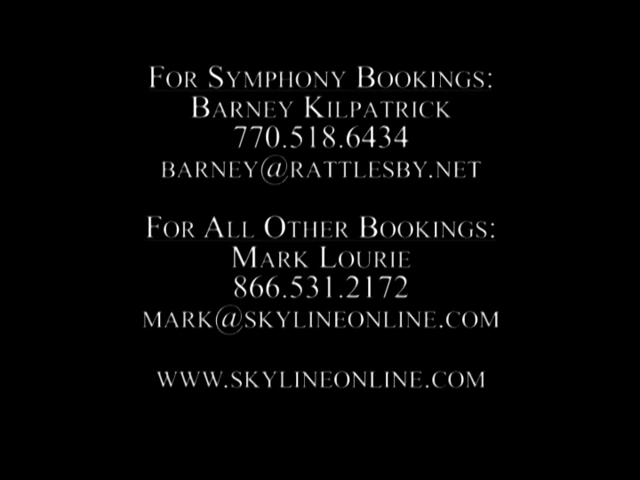 For Symphony Bookings:
Barney Kilpatrick
770.518.6434
barney@rattlesby.net
For All Other Bookings:
Mark Lourie
866.531.2172
mark@skylineonline.com
www.skylineonline.com